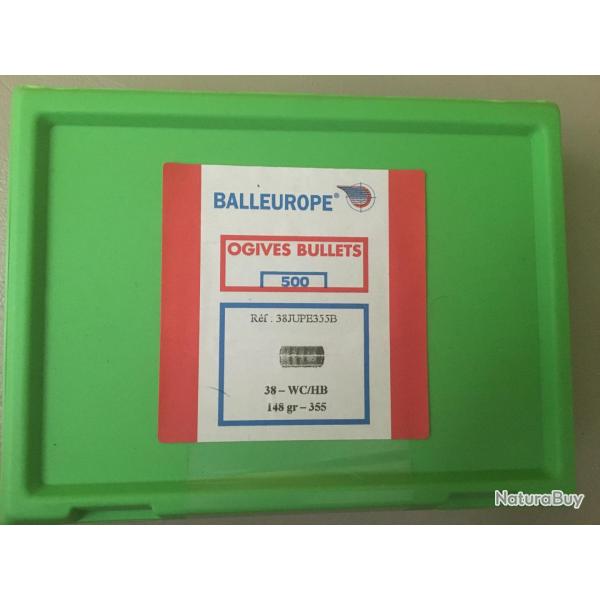 BALLEUROPE®
OGIVES BULLETS
500
Réf : 38JUPE355B
38 – WC/HB
148 gr – 355
NaturaBuy